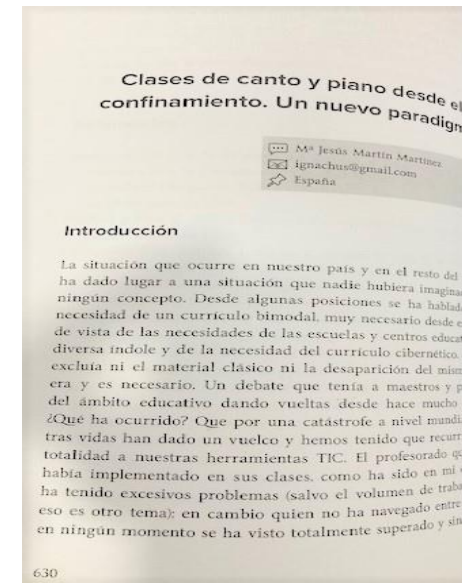 Clases de canto y piano desde el
confinamiento. Un nuevo paradigm
Mª Jesús Martín Martínez
ignachus@gmail.com
España
Introducción
La situación que ocurre en nuestro país y en el resto del
ha dado lugar a una situación que nadie hubiera imagina
ningún concepto. Desde algunas posiciones se ha hablad
necesidad de un currículo bimodal, muy necesario desde e
de vista de las necesidades de las escuelas y centros educat
diversa índole y de la necesidad del currículo cibernético.
excluía ni el material clásico ni la desaparición del mism
era y es necesario. Un debate que tenía a maestros y p
del ámbito educativo dando vueltas desde hace mucho
¿Qué ha ocurrido? Que por una catástrofe a nivel mundi
tras vidas han dado un vuelco y hemos tenido que recurr
totalidad a nuestras herramientas TIC. El profesorado q
había implementado en sus clases, como ha sido en mi
ha tenido excesivos problemas (salvo el volumen de traba
eso es otro tema); en cambio quien no ha navegado entre
en ningún momento se ha visto totalmente superado y sin
630